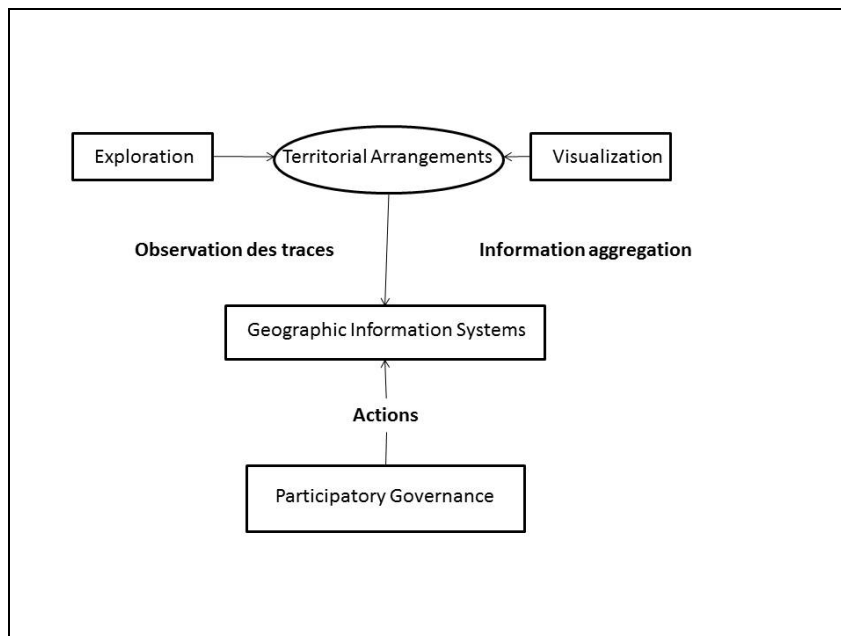 Exploration
Territorial Arrangements
Visualization
Observation des traces
Information aggregation
Geographic Information Systems
Actions
Participatory Governance